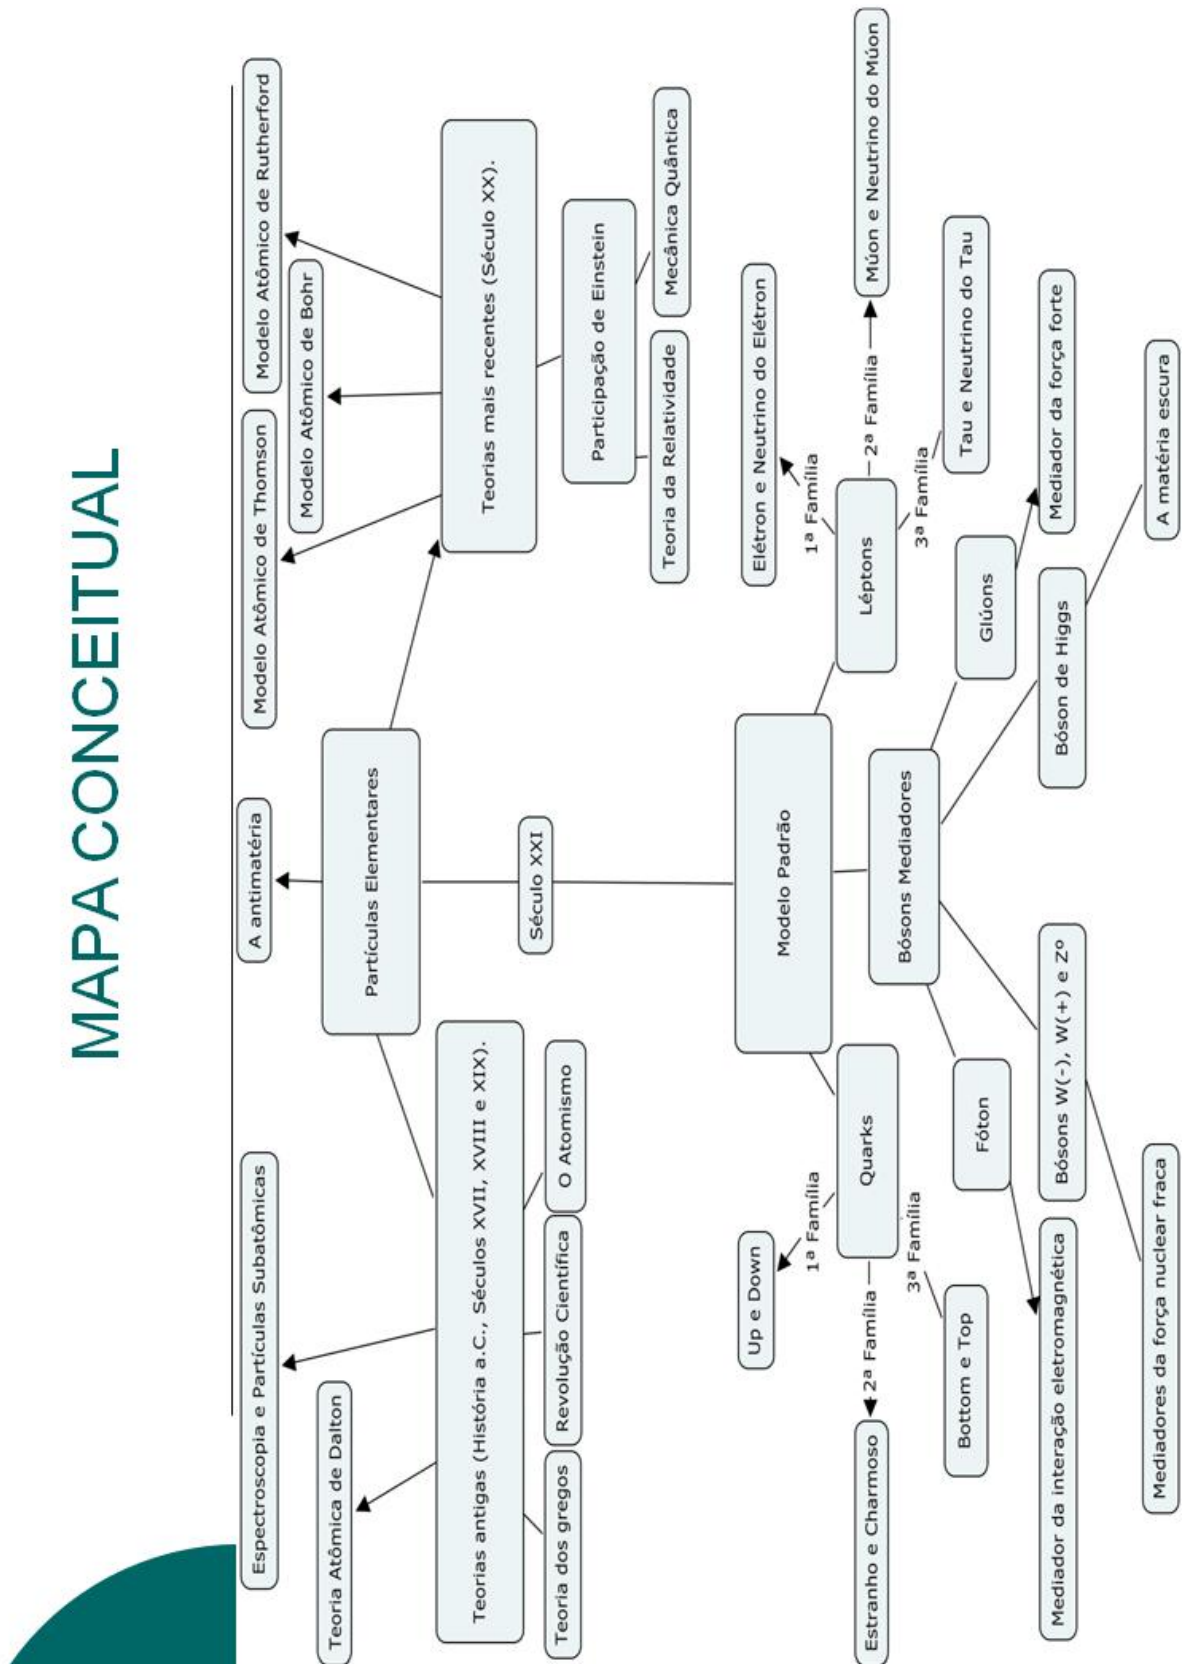 MAPA CONCEITUAL
A antimatéria
Espectroscopia e Partículas Subatômicas
Modelo Atômico de Thomson
Modelo Atômico de Rutherford
Teoria Atômica de Dalton
Modelo Atômico de Bohr
Partículas Elementares
Teorias antigas (História a.C., Séculos XVII, XVIII e XIX).
Teorias mais recentes (Século XX).
Século XXI
Teoria dos gregos
Revolução Científica
O Atomismo
Participação de Einstein
Teoria da Relatividade
Mecânica Quântica
Modelo Padrão
Up e Down
1ª Família
Elétron e Neutrino do Elétron
1ª Família
Estranho e Charmoso
2ª Família
Quarks
Léptons
2ª Família
Múon e Neutrino do Múon
3ª Família
Bottom e Top
Bósons Mediadores
3ª Família
Tau e Neutrino do Tau
Fóton
Glúons
Mediador da interação eletromagnética
Bósons W(-), W(+) e Zº
Bóson de Higgs
Mediador da força forte
Mediadores da força nuclear fraca
A matéria escura